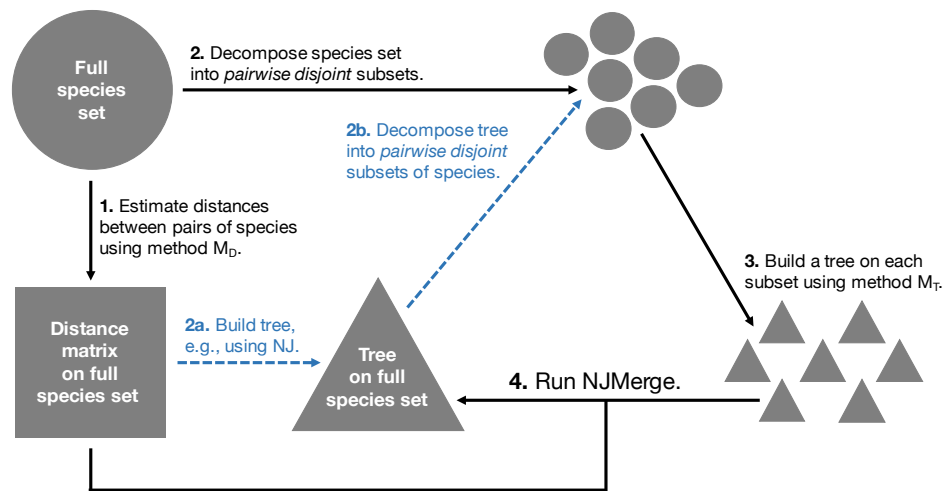 Full
species
set
2. Decompose species set
into pairwise disjoint subsets.
2b. Decompose tree
into pairwise disjoint
subsets of species.
1. Estimate distances
between pairs of species
using method M_D.
3. Build a tree on each
subset using method M_T.
Distance
matrix
on full
species set
2a. Build tree,
e.g., using NJ.
Tree
on full
species set
4. Run NJMerge.